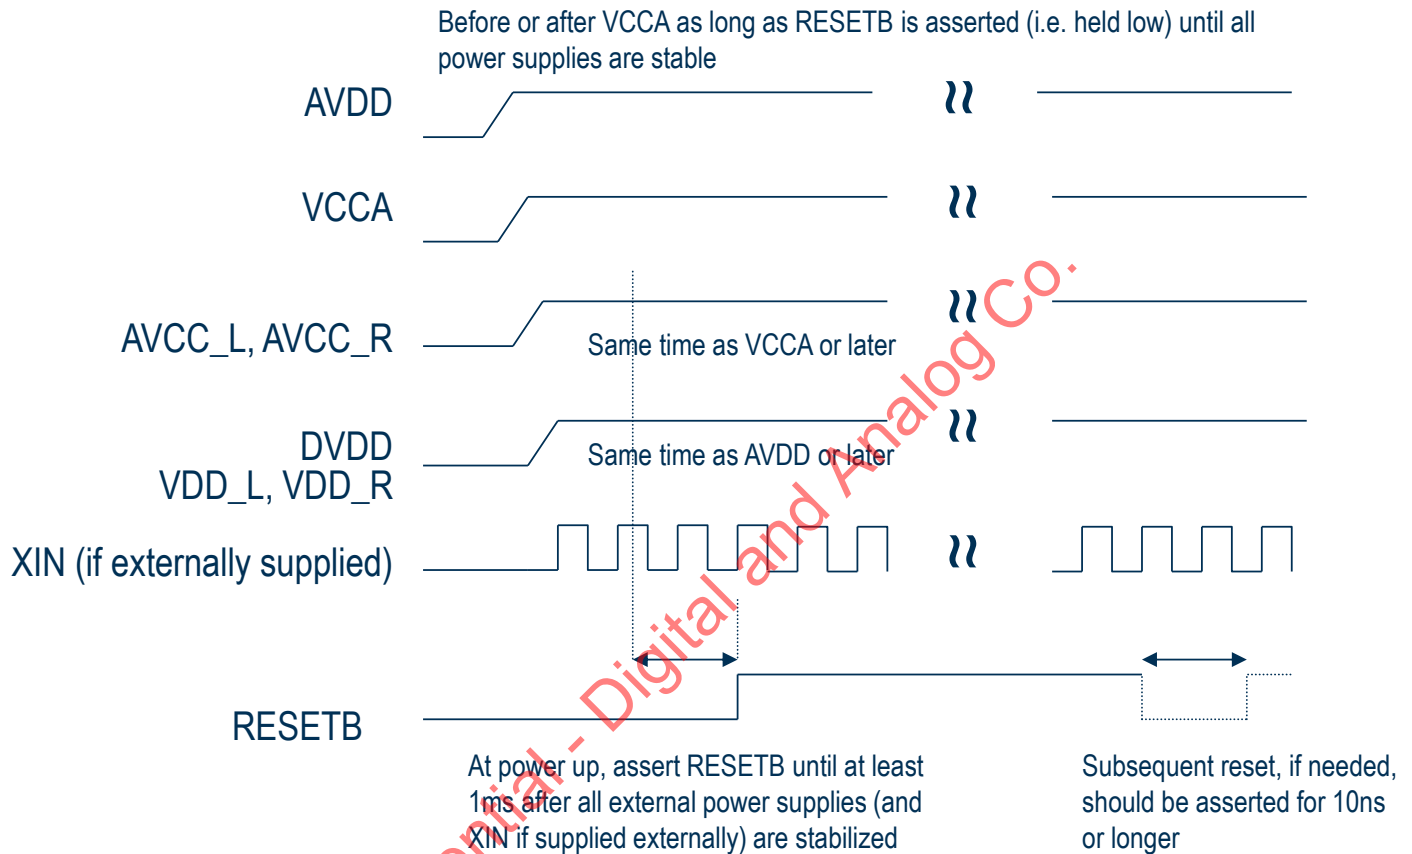 Before or after VCCA as long as RESETB is asserted (i.e. held low) until all
power supplies are stable
AVDD
VCCA
AVCC_L, AVCC_R
Same time as VCCA or later
DVDD
VDD_L, VDD_R
Same time as AVDD or later
XIN (if externally supplied)
RESETB
At power up, assert RESETB until at least
1ms after all external power supplies (and
XIN if supplied externally) are stabilized
Subsequent reset, if needed,
should be asserted for 10ns
or longer
ential - Digital and Analog Co.